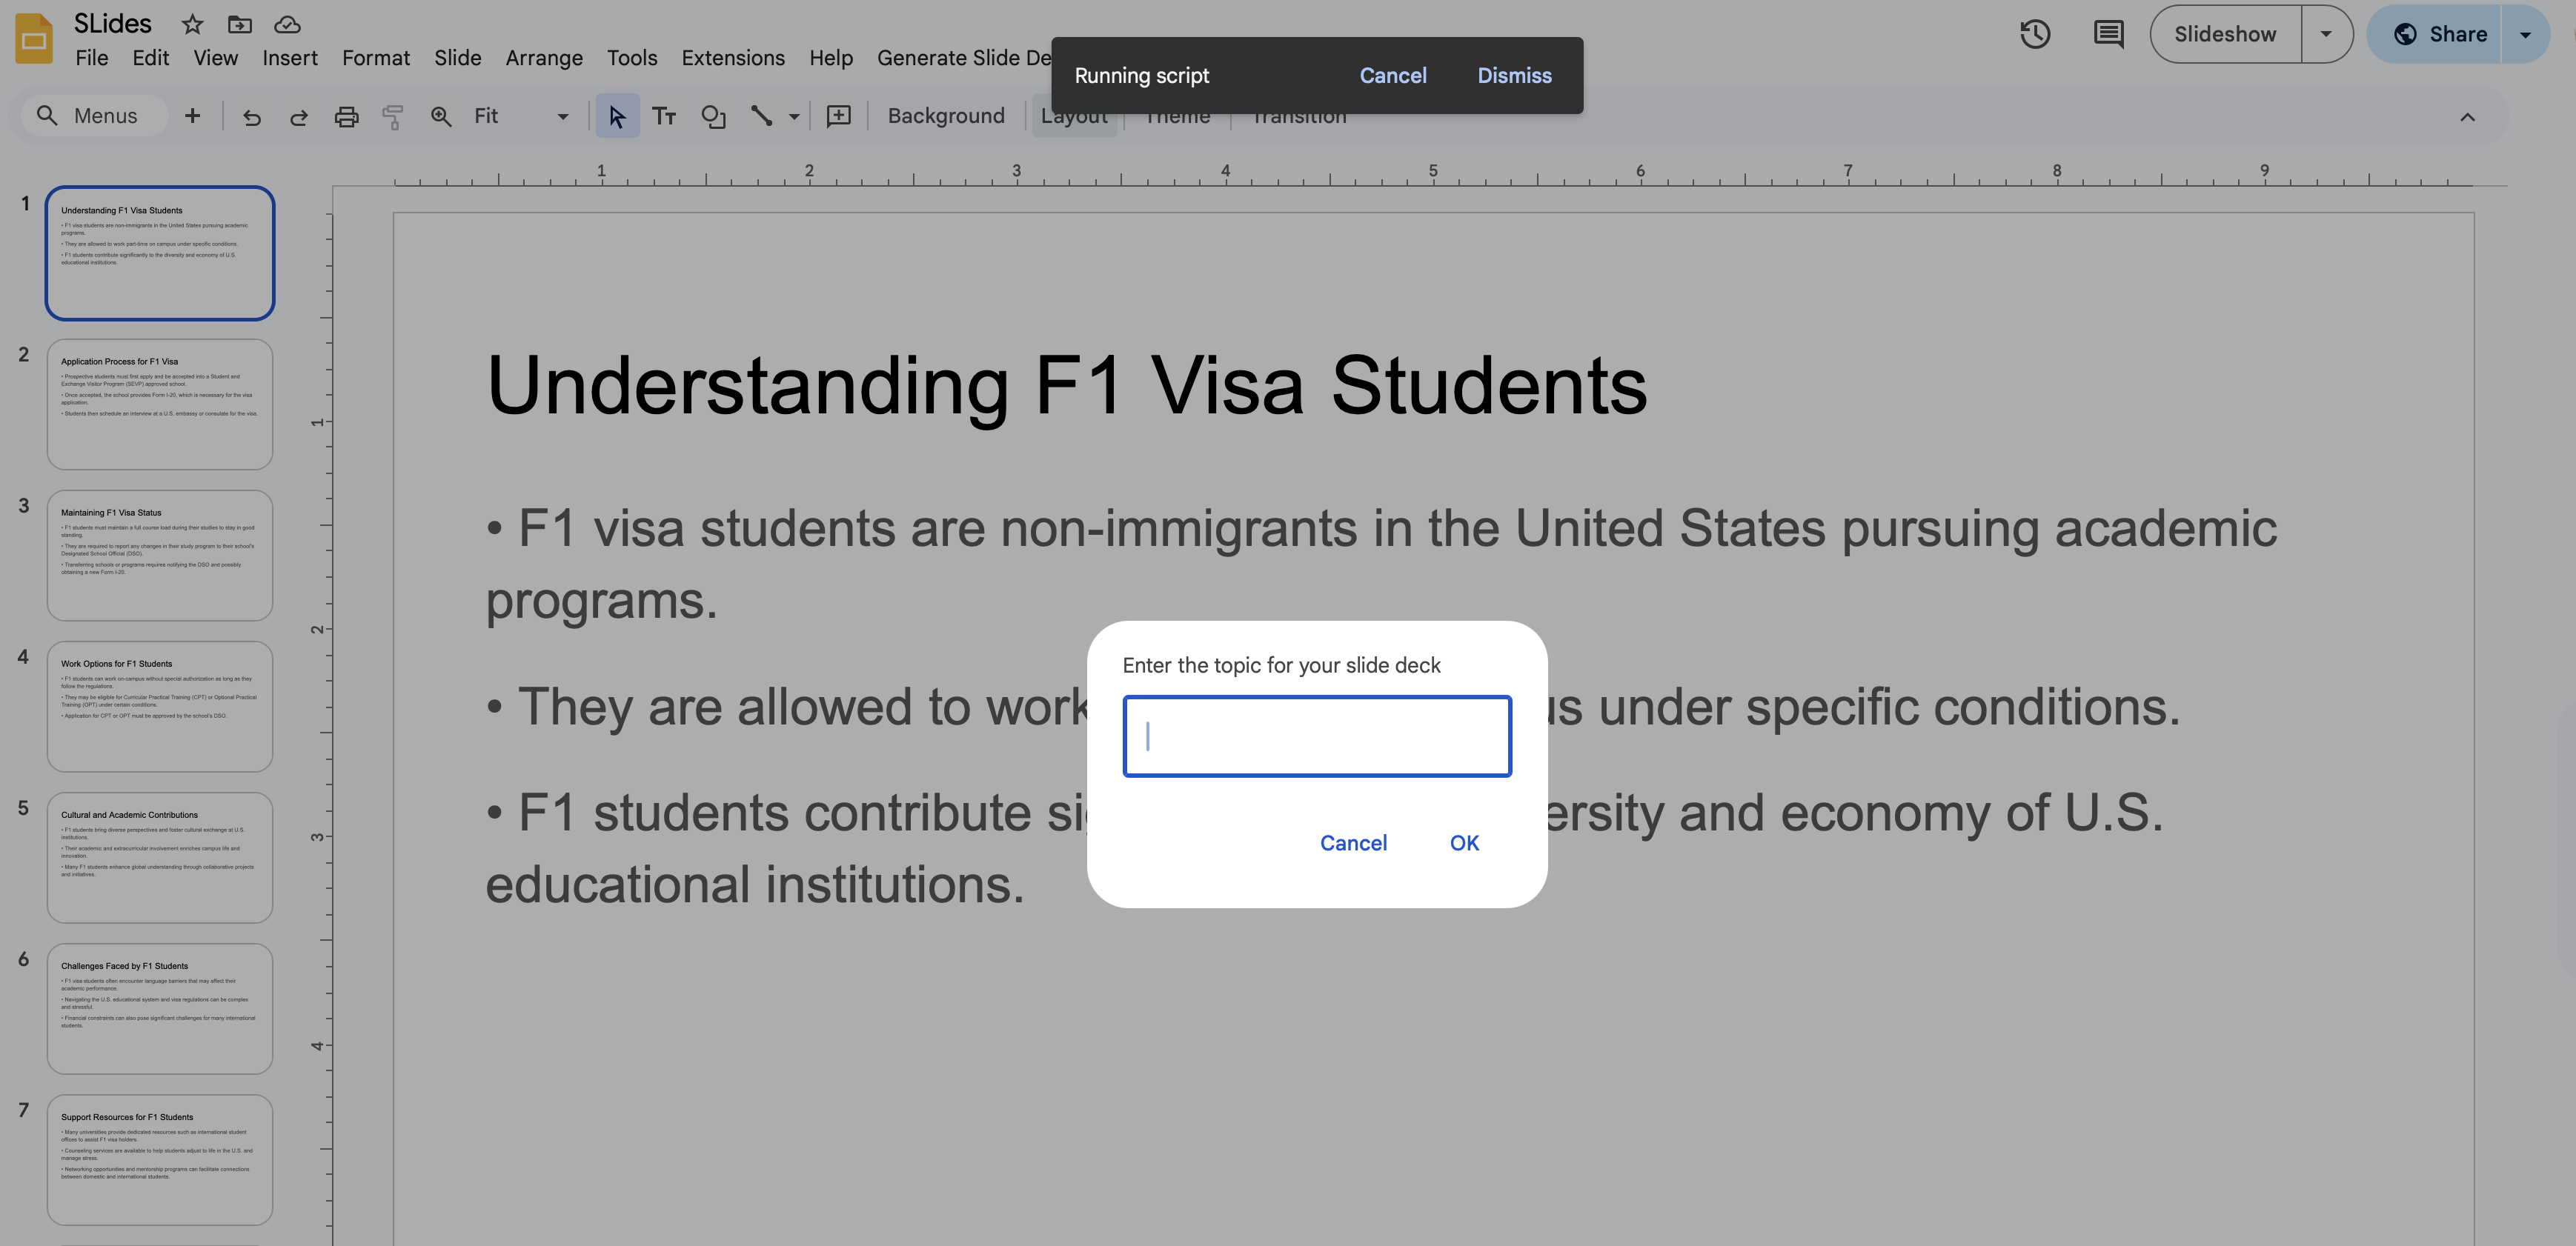 SLides
File Edit View Insert Format Slide Arrange Tools Extensions Help Generate Slide De
Running script Cancel Dismiss
Slideshow
Share
Menus
Fit
Background Layout Theme Transition
1 2 3 4 5 6 7 8 9
1
2
3
4
1
Understanding F1 Visa Students
• F1 visa students are non-immigrants in the United States pursuing academic
programs.
• They are allowed to work part-time on campus under specific conditions.
• F1 students contribute significantly to the diversity and economy of U.S.
educational institutions.
2
Application Process for F1 Visa
• Prospective students must first apply and be accepted into a Student and
Exchange Visitor Program (SEVP) approved school.
• Once accepted, the school provides Form I-20, which is necessary for the visa
application.
• Students then schedule an interview at a U.S. embassy or consulate for the visa.
3
Maintaining F1 Visa Status
• F1 students must maintain a full course load during their studies to stay in good
standing.
• They are required to report any changes in their study program to their school's
Designated School Official (DSO).
• Transferring schools or programs requires notifying the DSO and possibly
obtaining a new Form I-20.
4
Work Options for F1 Students
• F1 students can work on-campus without special authorization as long as they
follow the regulations.
• They may be eligible for Curricular Practical Training (CPT) or Optional Practical
Training (OPT) under certain conditions.
• Application for CPT or OPT must be approved by the school's DSO.
5
Cultural and Academic Contributions
• F1 students bring diverse perspectives and foster cultural exchange at U.S.
institutions.
• Their academic and extracurricular involvement enriches campus life and
innovation.
• Many F1 students enhance global understanding through collaborative projects
and initiatives.
6
Challenges Faced by F1 Students
• F1 visa students often encounter language barriers that may affect their
academic performance.
• Navigating the U.S. educational system and visa regulations can be complex
and stressful.
• Financial constraints can also pose significant challenges for many international
students.
7
Support Resources for F1 Students
• Many universities provide dedicated resources such as international student
offices to assist F1 visa holders.
• Counseling services are available to help students adjust to life in the U.S. and
manage stress.
• Networking opportunities and mentorship programs can facilitate connections
between domestic and international students.
Understanding F1 Visa Students
• F1 visa students are non-immigrants in the United States pursuing academic
programs.
• They are allowed to work us under specific conditions.
• F1 students contribute si ersity and economy of U.S.
educational institutions.
Enter the topic for your slide deck
Cancel OK